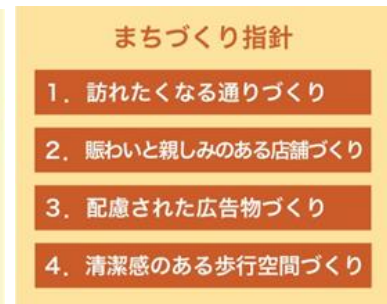 まちづくり指針
1．訪れたくなる通りづくり
2．賑わいと親しみのある店舗づくり
3．配慮された広告物づくり
4．清潔感のある歩行空間づくり